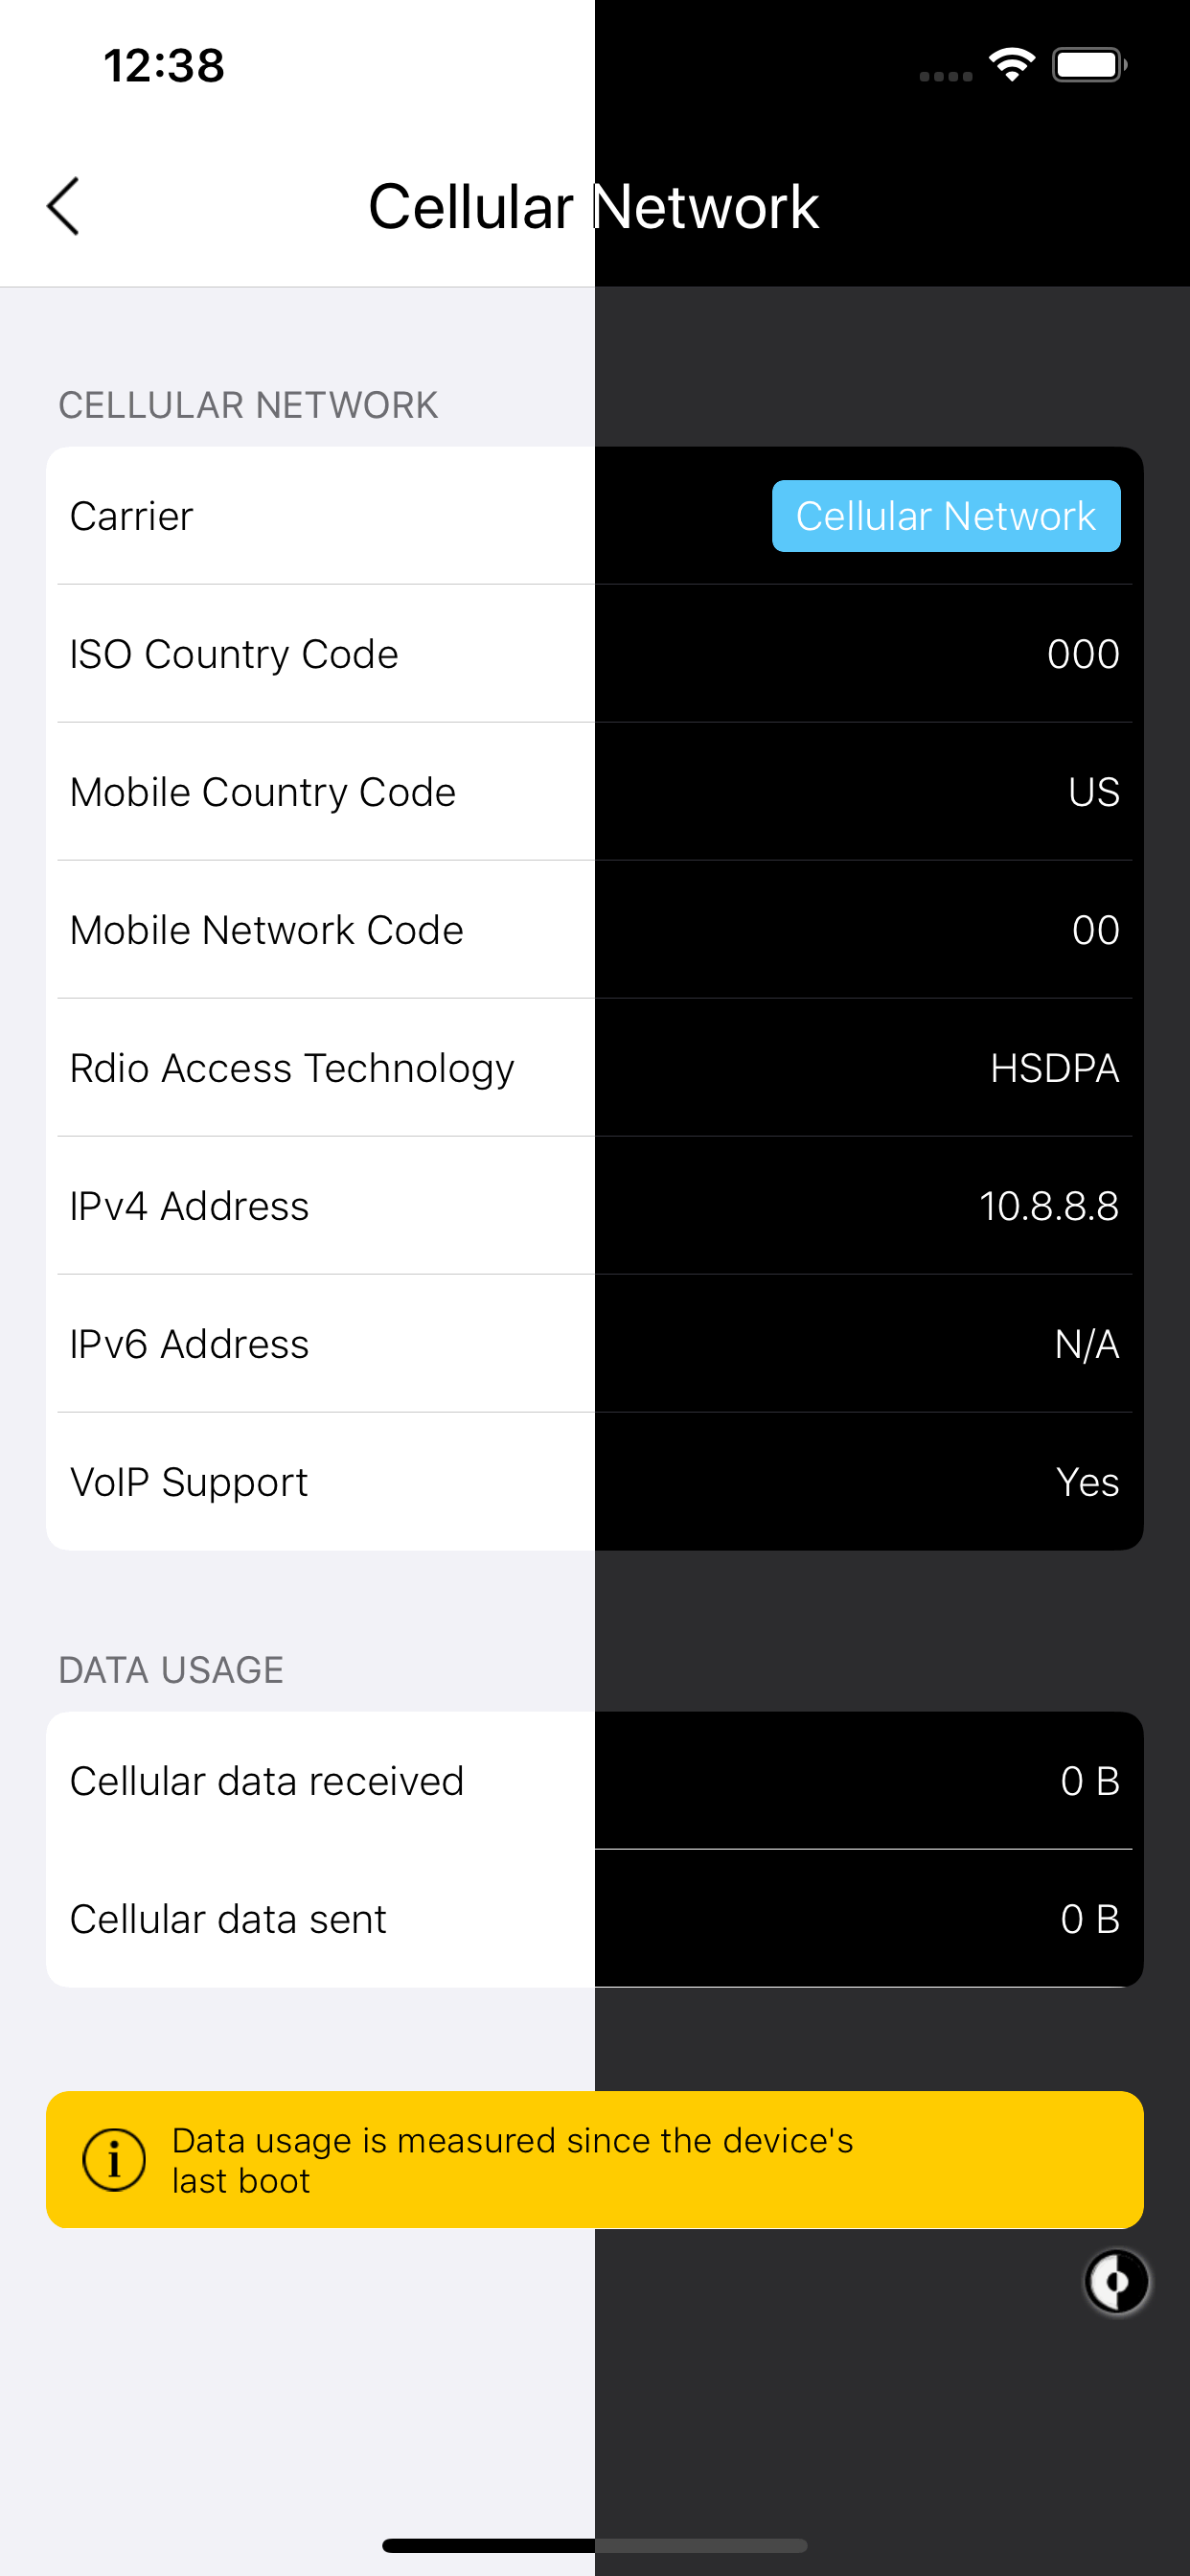 12:38
Cellular Network
CELLULAR NETWORK
Carrier Cellular Network
ISO Country Code 000
Mobile Country Code US
Mobile Network Code 00
Rdio Access Technology HSDPA
IPv4 Address 10.8.8.8
IPv6 Address N/A
VoIP Support Yes
DATA USAGE
Cellular data received 0 B
Cellular data sent 0 B
Data usage is measured since the device's
last boot